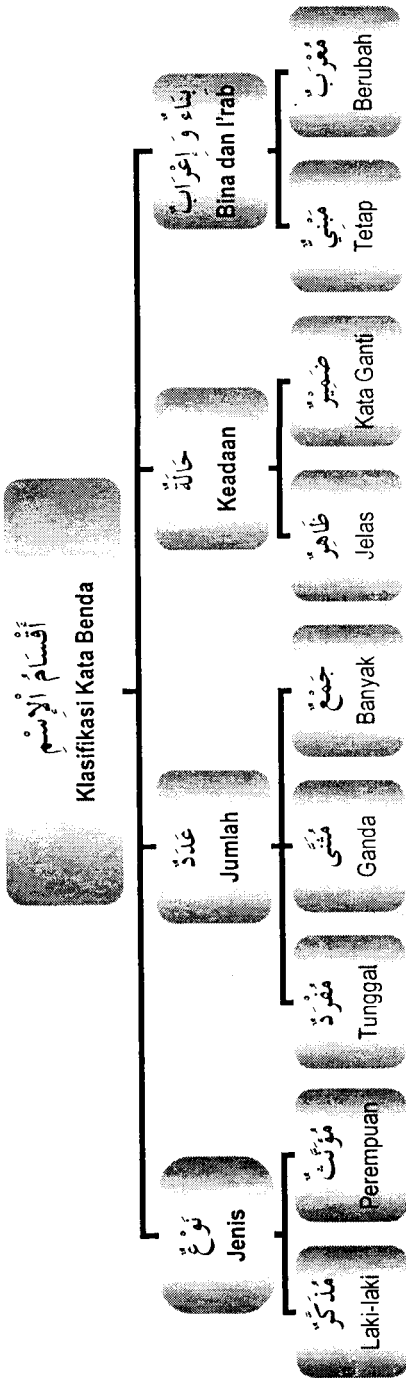 أَقْسَامُ الْإِسْمِ
Klasifikasi Kata Benda
نَوْعٌ
Jenis
عَدَدٌ
Jumlah
حَالَةٌ
Keadaan
بِنَاءٌ وَ إِعْرَابٌ
Bina dan I'rab
مُذَكَّرٌ
Laki-laki
مُؤَنَّثٌ
Perempuan
مُفْرَدٌ
Tunggal
مُثَنًّى
Ganda
جَمْعٌ
Banyak
ظَاهِرٌ
Jelas
ضَمِيْرٌ
Kata Ganti
مَبْنِيٌّ
Tetap
مُعْرَبٌ
Berubah